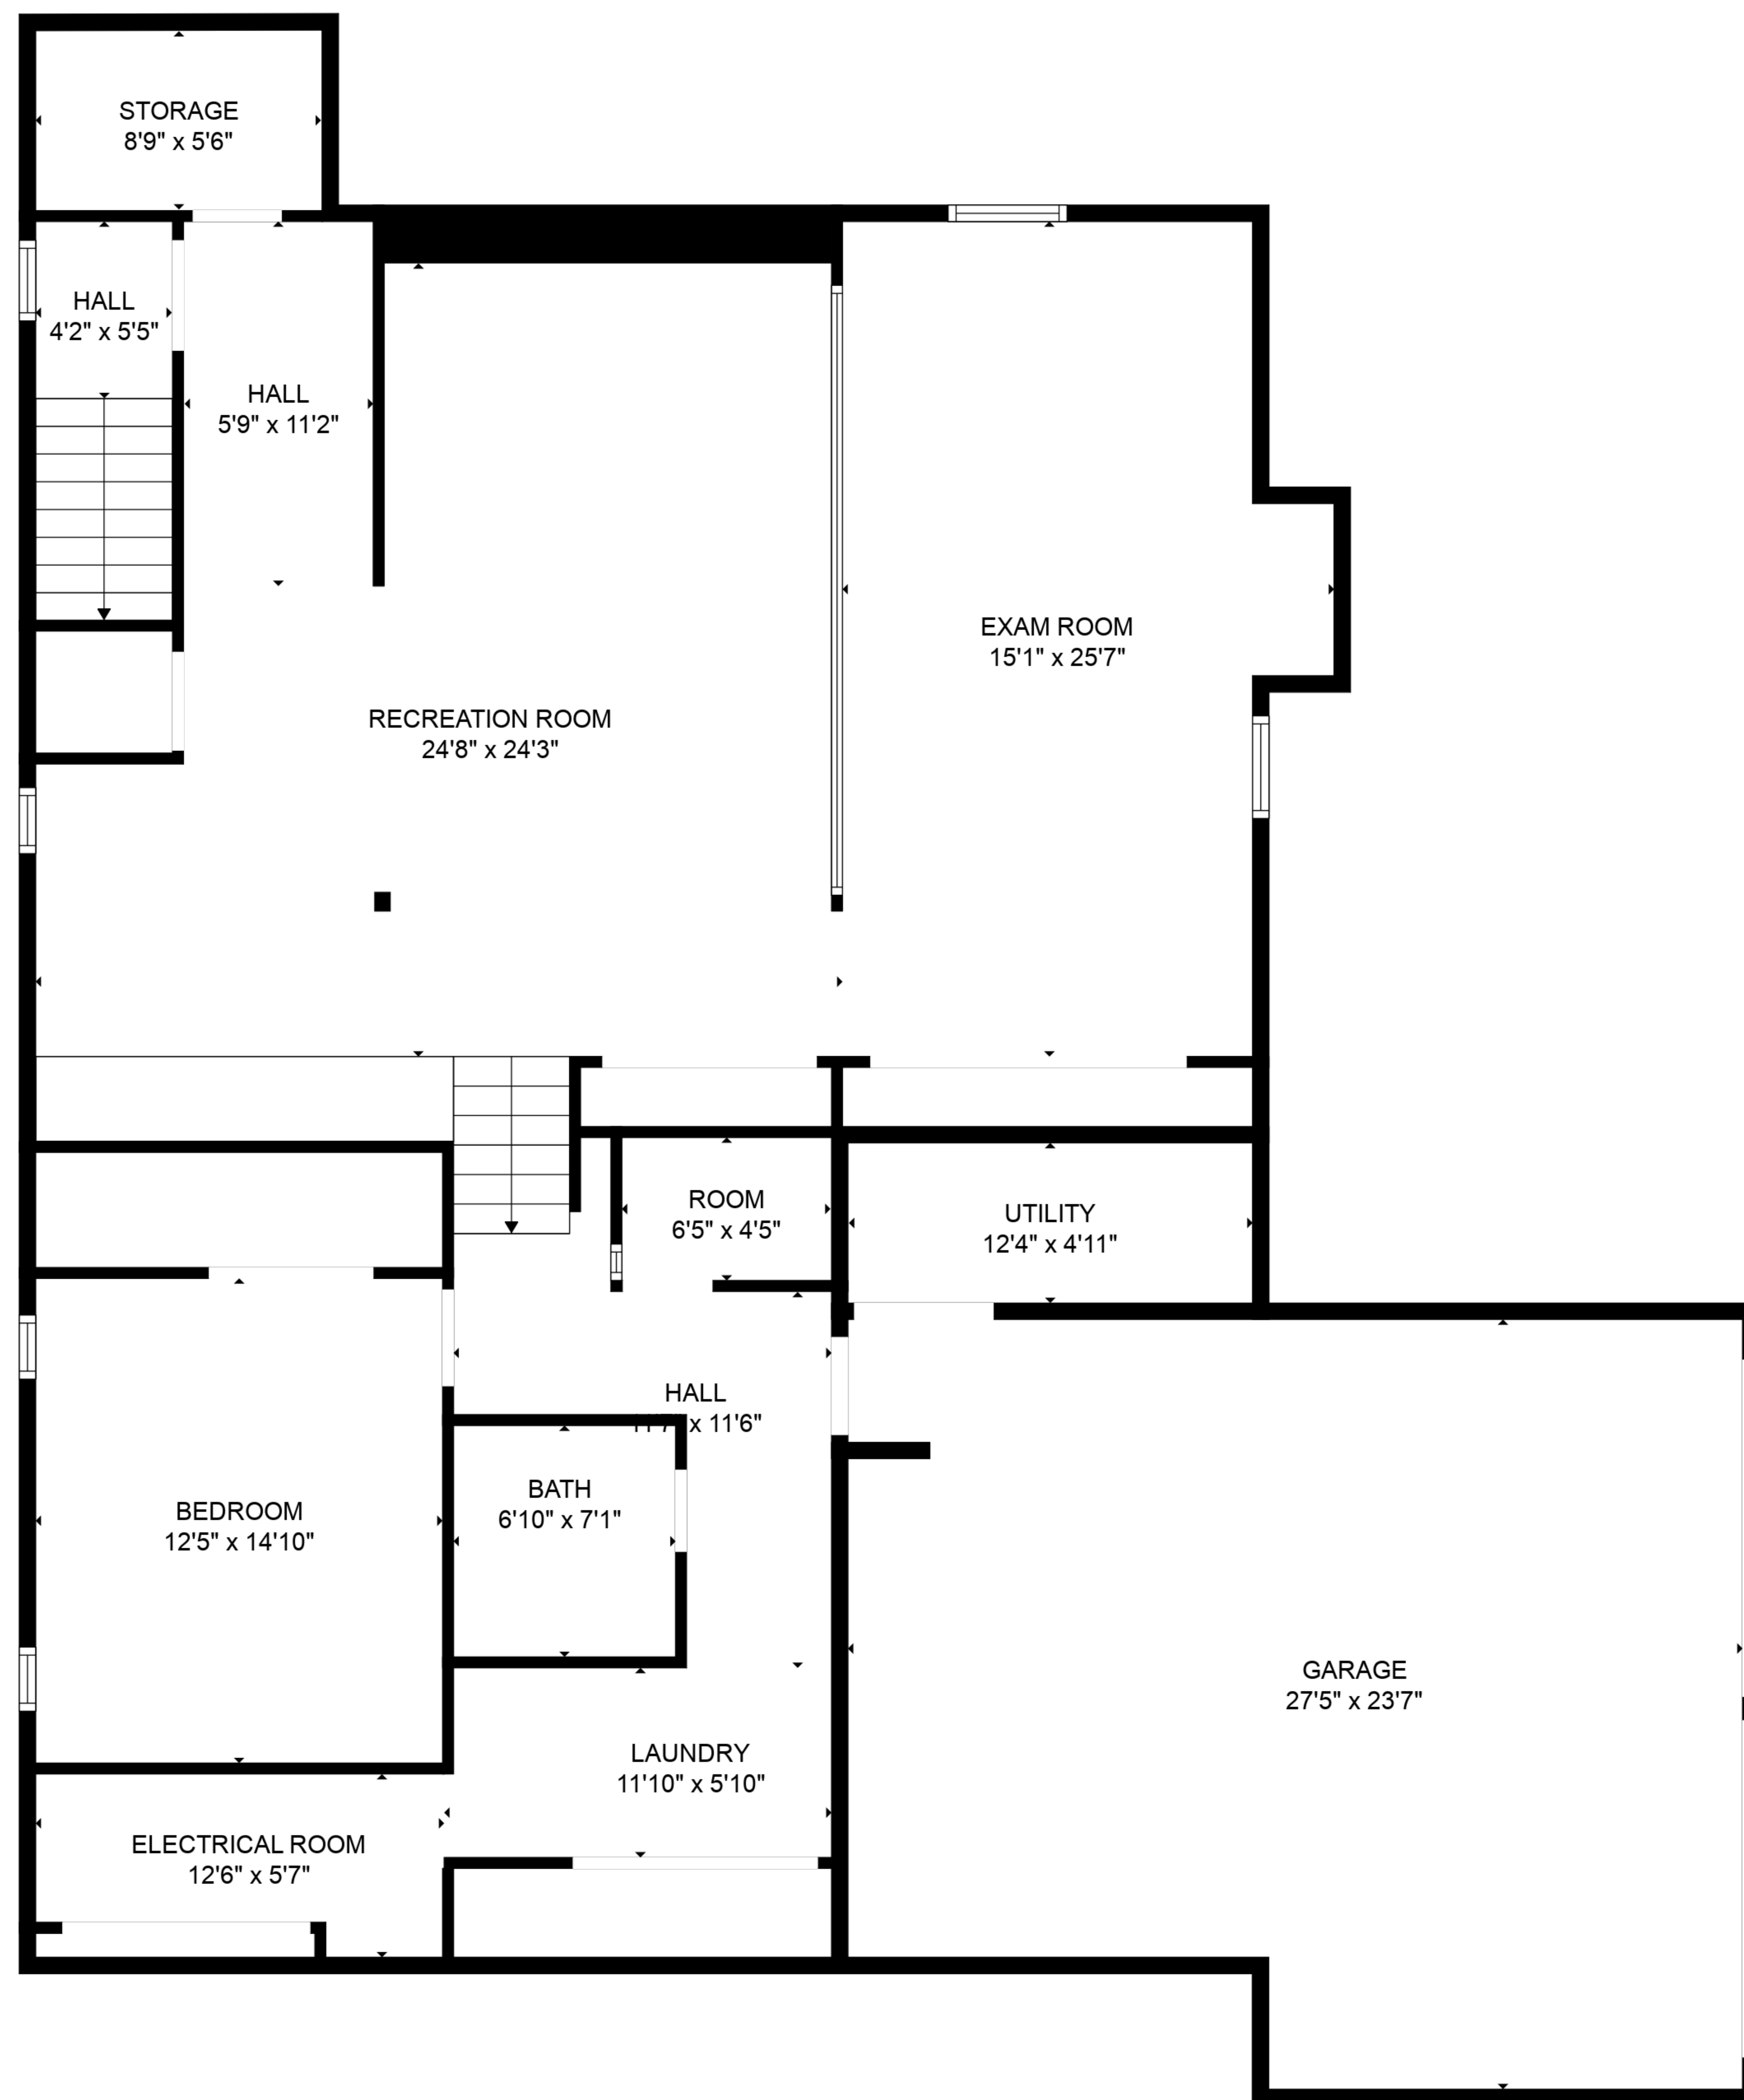 STORAGE
8'9" x 5'6"
HALL
4'2" x 5'5"
HALL
5'9" x 11'2"
EXAM ROOM
15'1" x 25'7"
RECREATION ROOM
24'8" x 24'3"
ROOM
6'5" x 4'5"
UTILITY
12'4" x 4'11"
HALL
x 11'6"
BATH
6'10" x 7'1"
BEDROOM
12'5" x 14'10"
GARAGE
27'5" x 23'7"
LAUNDRY
11'10" x 5'10"
ELECTRICAL ROOM
12'6" x 5'7"